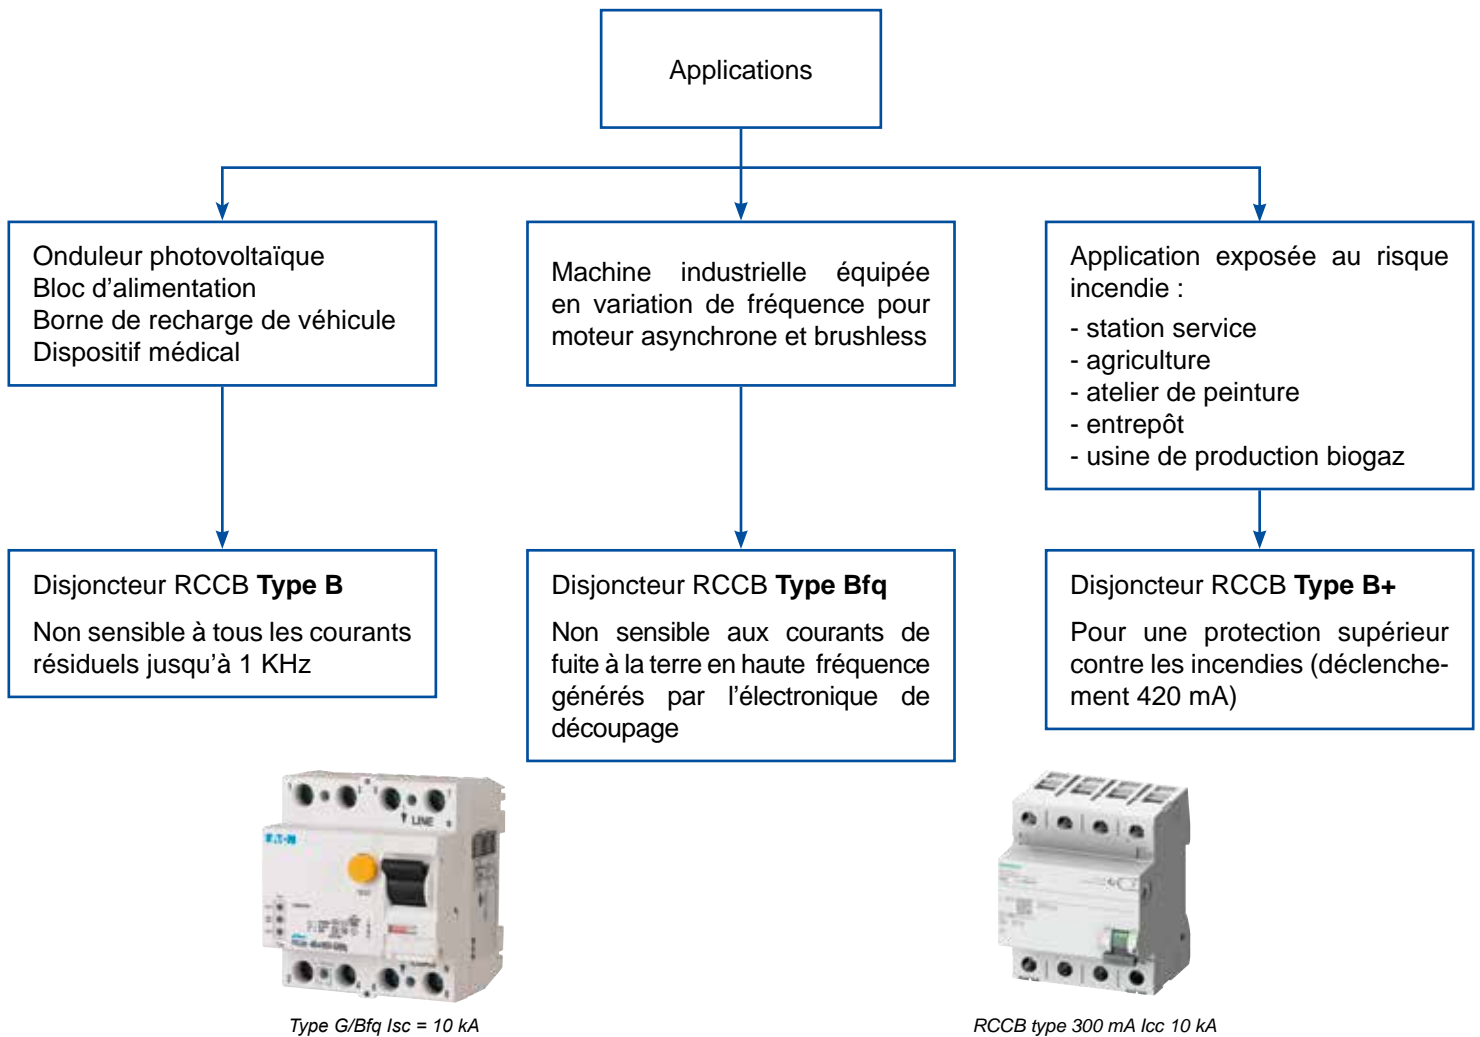 Applications
Onduleur photovoltaïque
Bloc d’alimentation
Borne de recharge de véhicule
Dispositif médical
Machine industrielle équipée
en variation de fréquence pour
moteur asynchrone et brushless
Application exposée au risque
incendie :
- station service
- agriculture
- atelier de peinture
- entrepôt
- usine de production biogaz
Disjoncteur RCCB Type B
Non sensible à tous les courants
résiduels jusqu’à 1 KHz
Disjoncteur RCCB Type Bfq
Non sensible aux courants de
fuite à la terre en haute fréquence
générés par l’électronique de
découpage
Disjoncteur RCCB Type B+
Pour une protection supérieur
contre les incendies (déclenche-
ment 420 mA)
LINE
Type G/Bfq Isc = 10 kA
RCCB type 300 mA Icc 10 kA